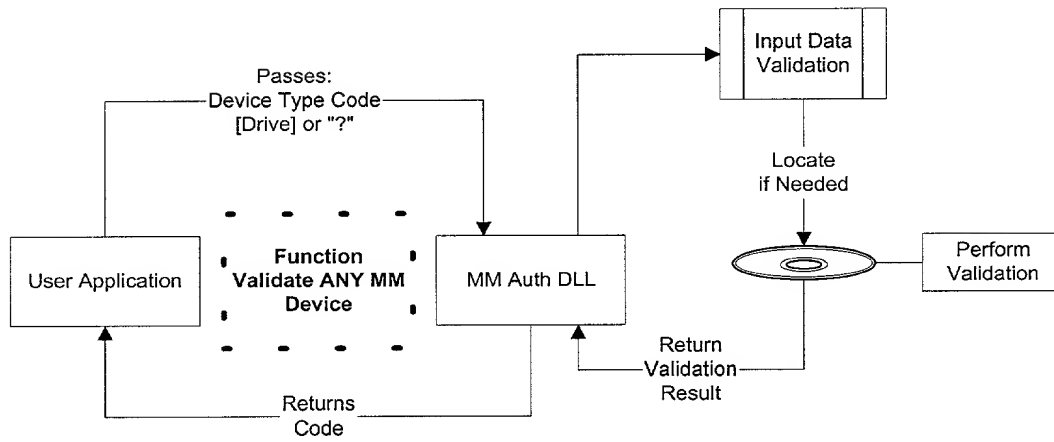 Input Data
Validation
Passes:
Device Type Code
[Drive] or "?"
Locate
if Needed
User Application
Function
Validate ANY MM
Device
MM Auth DLL
Perform
Validation
Return
Validation
Result
Returns
Code